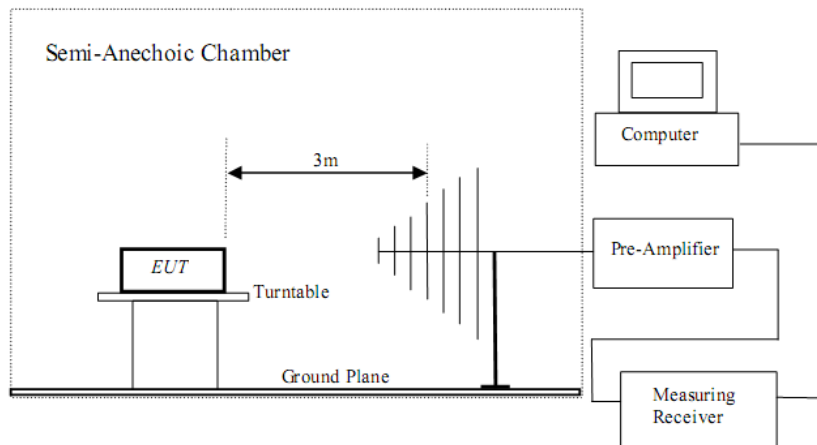 Semi-Anechoic Chamber
3m
EUT
Turntable
Ground Plane
Computer
Pre-Amplifier
Measuring
Receiver